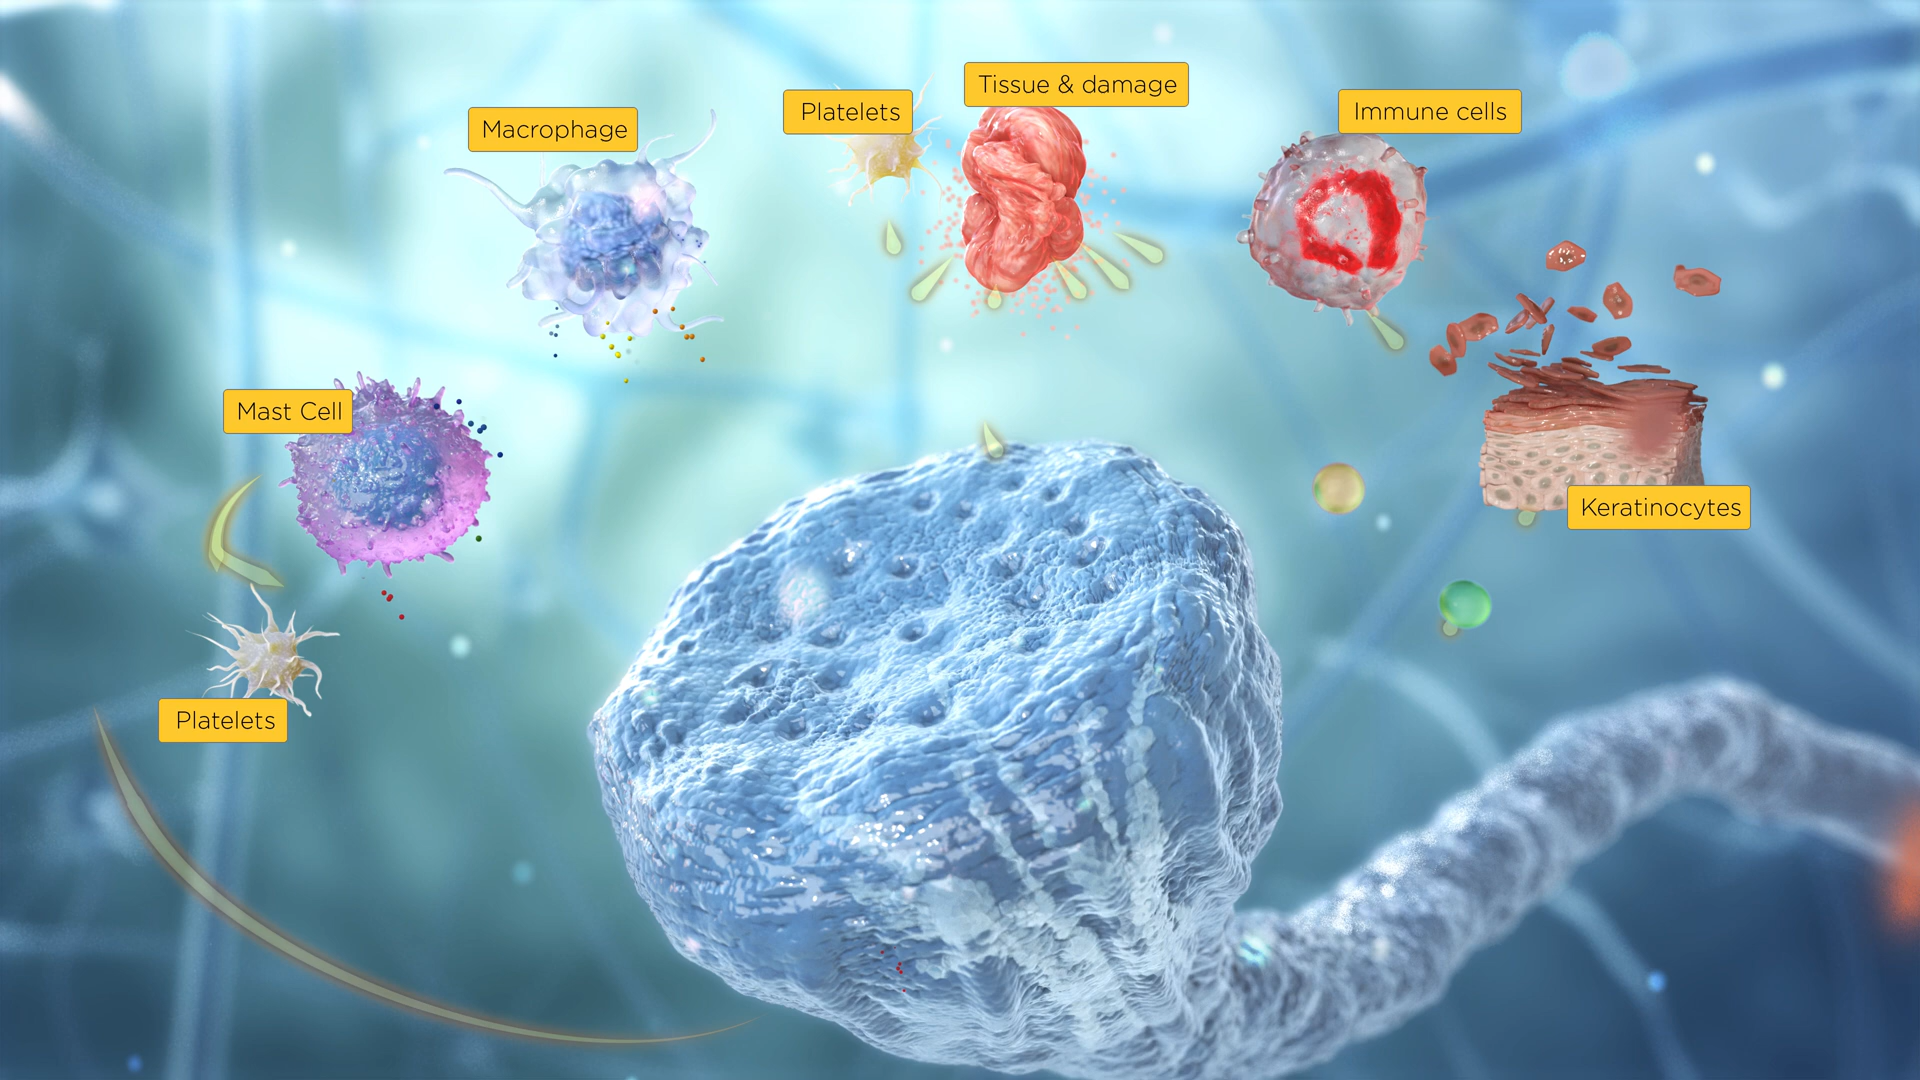 Tissue & damage
Platelets
Immune cells
Macrophage
Mast Cell
Keratinocytes
Platelets